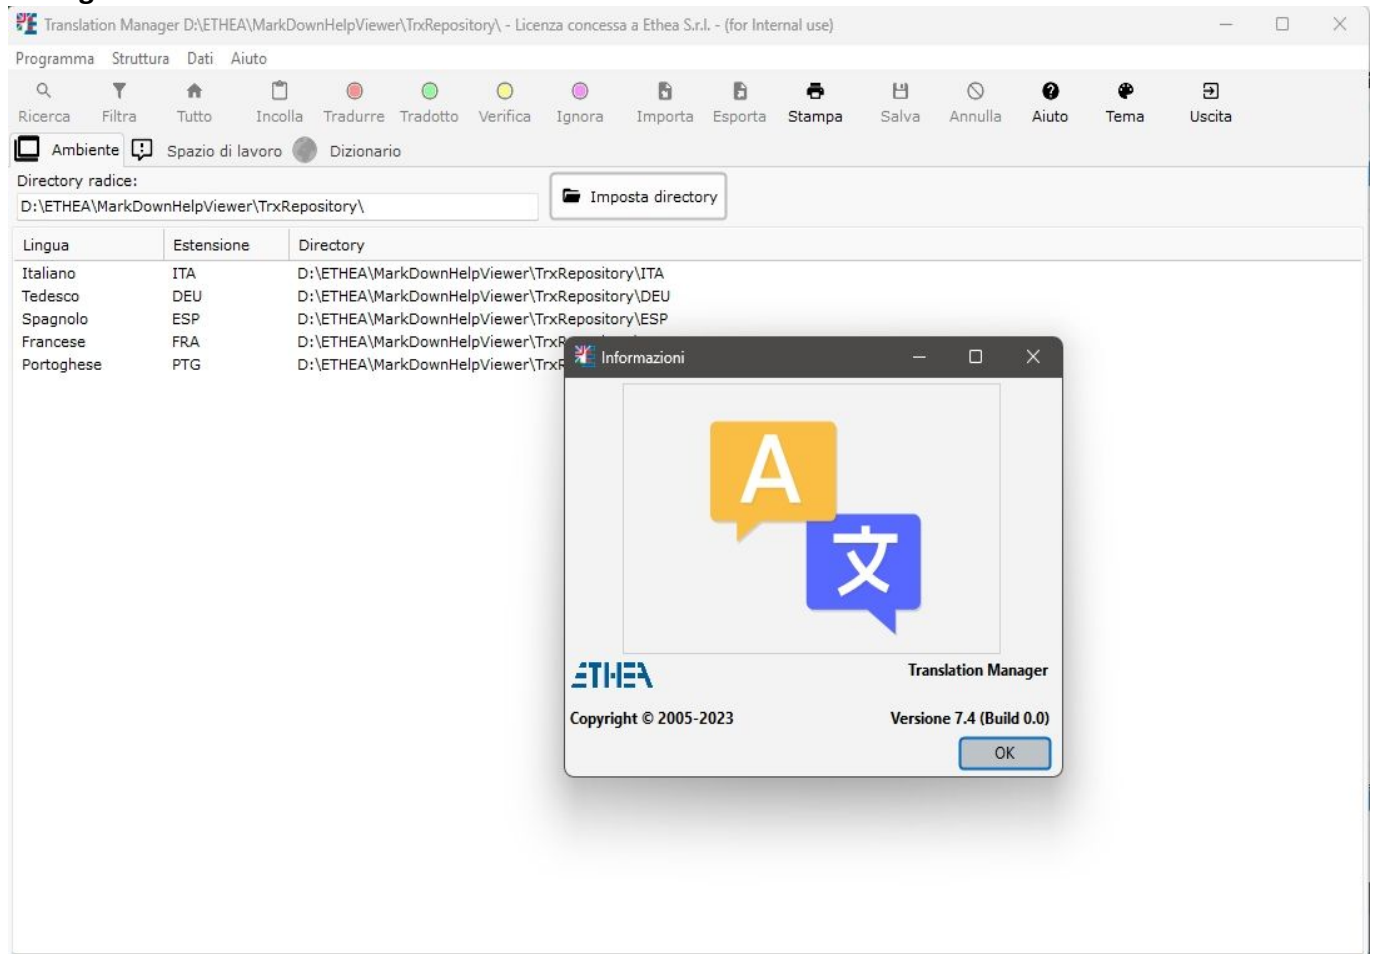 Translation Manager D:\ETHEA\MarkDownHelpViewer\TrxRepository\ - Licenza concessa a Ethea S.r.l. - (for Internal use)
Programma Struttura Dati Aiuto
Ricerca Filtra Tutto Incolla Tradurre Tradotto Verifica Ignora Importa Esporta Stampa Salva Annulla Aiuto Tema Uscita
Ambiente Spazio di lavoro Dizionario
Directory radice:
D:\ETHEA\MarkDownHelpViewer\TrxRepository\ Imposta directory
Lingua Estensione Directory
Italiano ITA D:\ETHEA\MarkDownHelpViewer\TrxRepository\ITA
Tedesco DEU D:\ETHEA\MarkDownHelpViewer\TrxRepository\DEU
Spagnolo ESP D:\ETHEA\MarkDownHelpViewer\TrxRepository\ESP
Francese FRA D:\ETHEA\MarkDownHelpViewer\TrxR
Portoghese PTG D:\ETHEA\MarkDownHelpViewer\TrxR
Informazioni
A
文
ETHEA
Translation Manager
Copyright © 2005-2023 Versione 7.4 (Build 0.0)
OK